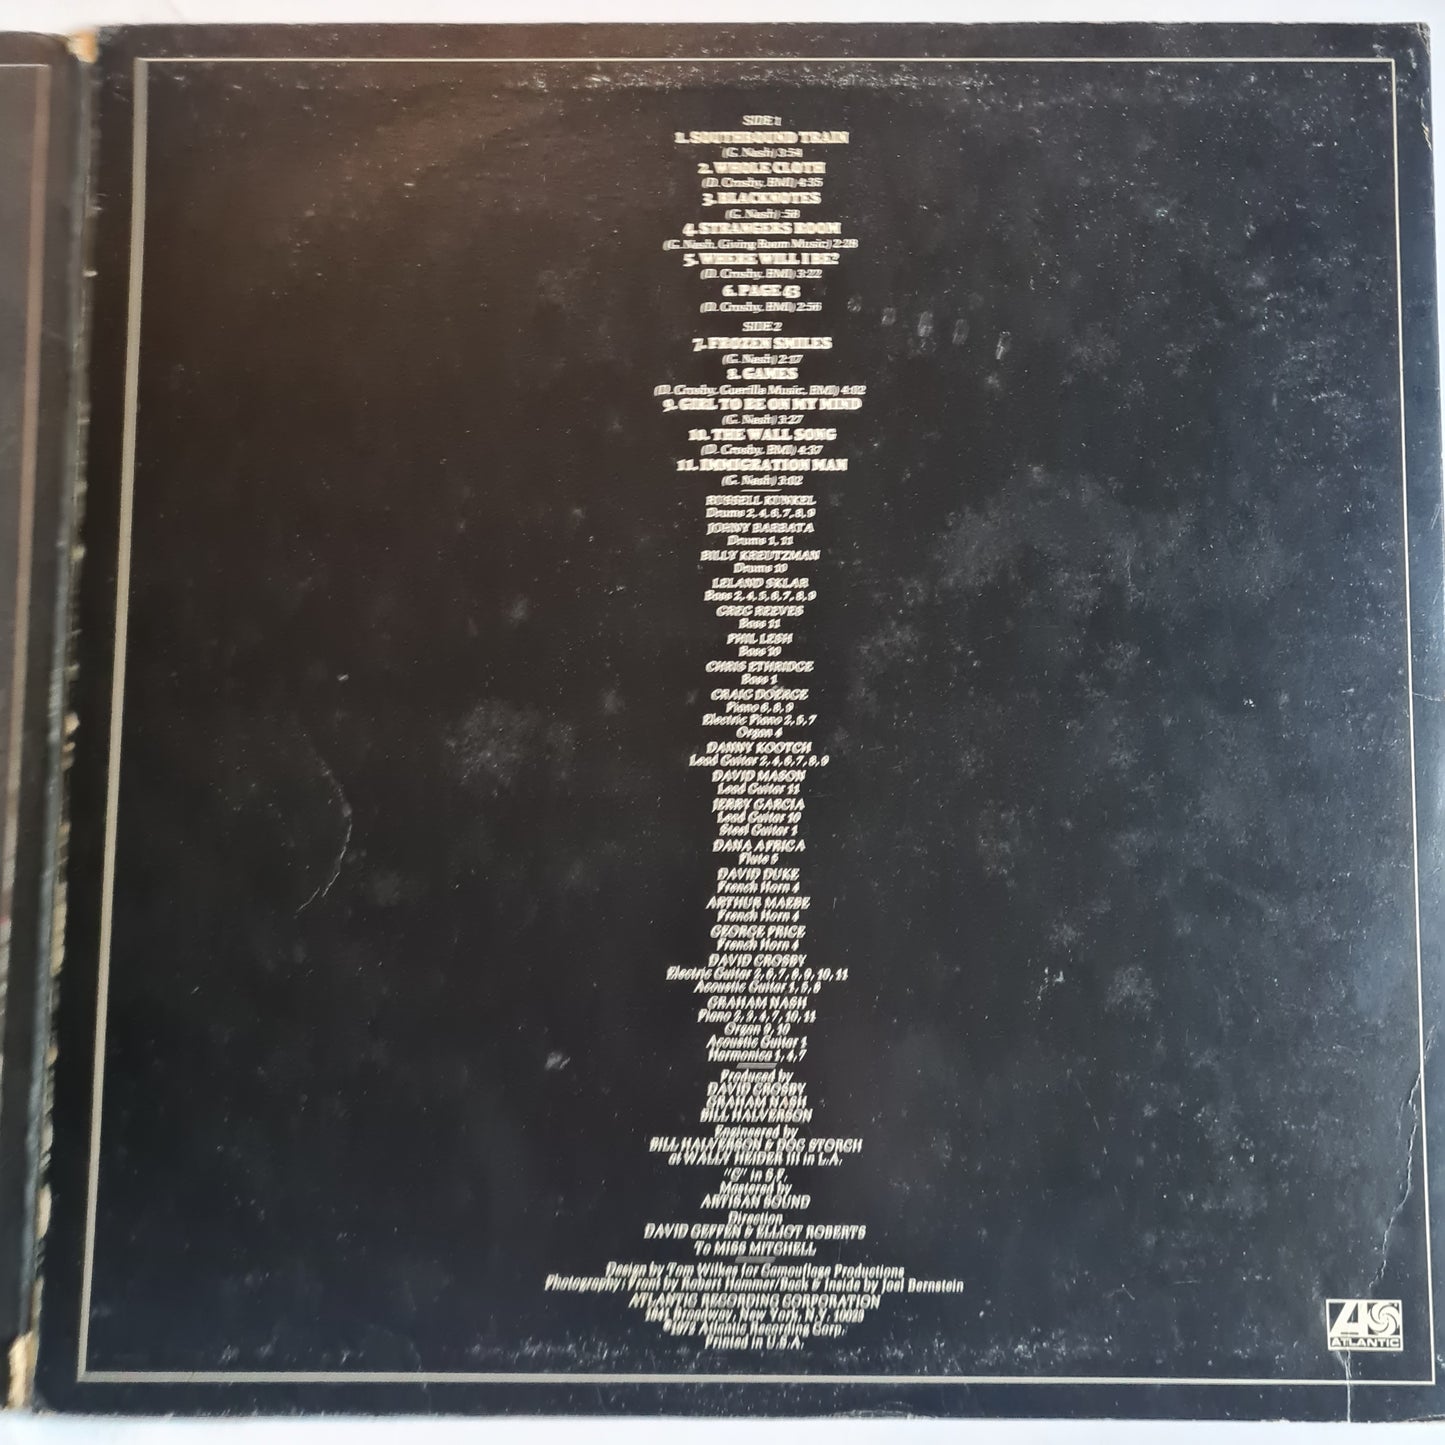 SIDE 1
1. SOUTHBOUND TRAIN
(G. Nash) 3:54
2. WHOLE CLOTH
(D. Crosby, BMI) 4:35
3. BLACKNOTES
(G. Nash) :58
4. STRANGERS ROOM
(G. Nash, Giving Room Music) 2:28
5. WHERE WILL I BE?
(D. Crosby, BMI) 3:22
6. PAGE 43
(D. Crosby, BMI) 2:56
SIDE 2
7. FROZEN SMILES
(G. Nash) 2:17
8. GAMES
(D. Crosby, Guerilla Music, BMI) 4:02
9. GIRL TO BE ON MY MIND
(G. Nash) 3:27
10. THE WALL SONG
(D. Crosby, BMI) 4:37
11. IMMIGRATION MAN
(G. Nash) 3:02
RUSSELL KUNKEL
Drums 2, 4, 6, 7, 8, 9
JOHNY BARBATA
Drums 1, 11
BILLY KREUTZMAN
Drums 10
LELAND SKLAR
Bass 2, 4, 5, 6, 7, 8, 9
GREG REEVES
Bass 11
PHIL LESH
Bass 10
CHRIS ETHRIDGE
Bass 1
CRAIG DOERGE
Piano 6, 8, 9
Electric Piano 2, 5, 7
Organ 4
DANNY KOOTCH
Lead Guitar 2, 4, 6, 7, 8, 9
DAVID MASON
Lead Guitar 11
JERRY GARCIA
Lead Guitar 10
Steel Guitar 1
DANA AFRICA
Flute 5
DAVID DUKE
French Horn 4
ARTHUR MAEBE
French Horn 4
GEORGE PRICE
French Horn 4
DAVID CROSBY
Electric Guitar 2, 6, 7, 8, 9, 10, 11
Acoustic Guitar 1, 5, 6
GRAHAM NASH
Piano 2, 3, 4, 7, 10, 11
Organ 9, 10
Acoustic Guitar 1
Harmonica 1, 4, 7
Produced by
DAVID CROSBY
GRAHAM NASH
BILL HALVERSON
Engineered by
BILL HALVERSON & DOC STORCH
at WALLY HEIDER III in L.A.
"C" in S.F.
Mastered by
ARTISAN SOUND
Direction
DAVID GEFFEN & ELLIOT ROBERTS
To MISS MITCHELL
Design by Tom Wilkes for Camouflage Productions
Photography: Front by Robert Hammer/Back & Inside by Joel Bernstein
ATLANTIC RECORDING CORPORATION
1841 Broadway, New York, N.Y. 10023
©1972 Atlantic Recording Corp.
Printed in U.S.A.
ATLANTIC